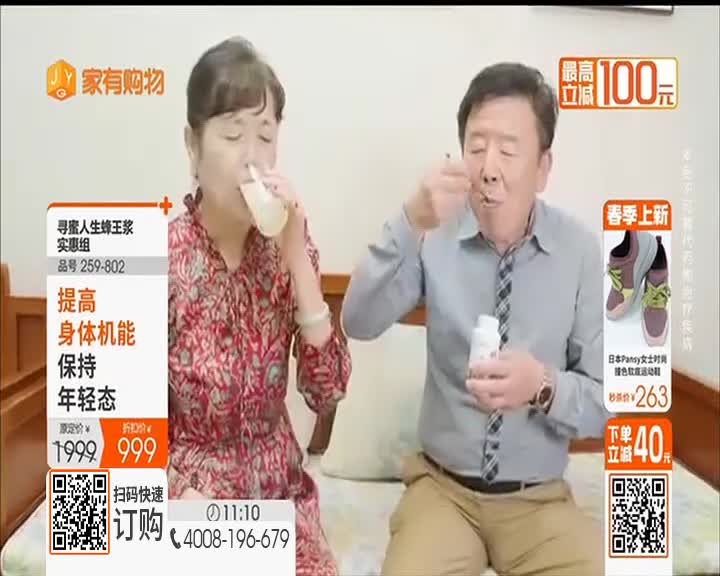 JYG 家有购物
最高
立减 100元
寻蜜人生蜂王浆
实惠组
品号 259-802
提高
身体机能
保持
年轻态
原定价¥
1999
折扣价¥
999
扫码快速
订购
11:10
4008-196-679
春季上新
日本Pansy女士时尚
撞色软底运动鞋
秒杀价¥263
下单
立减 40元